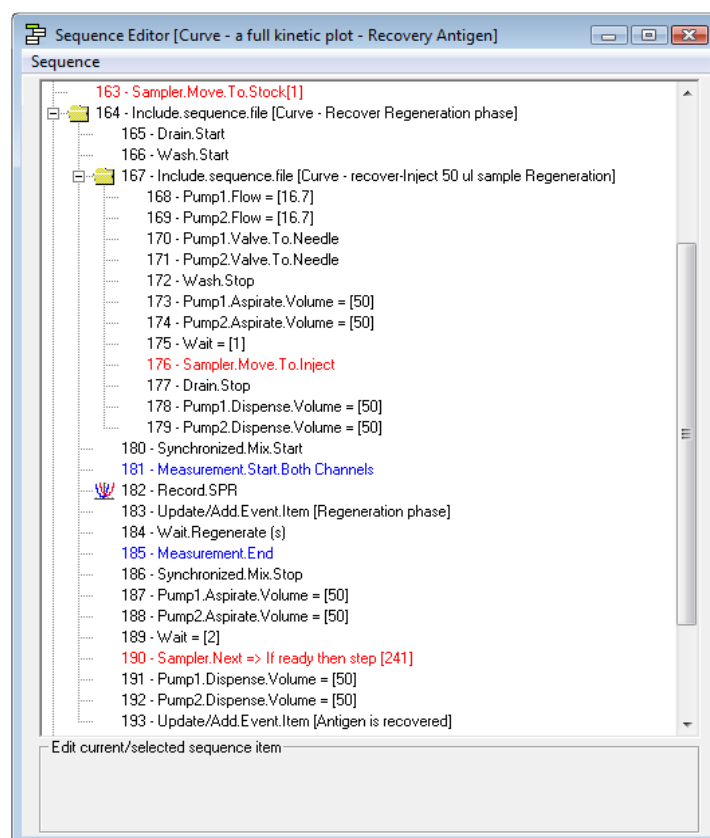 Sequence Editor [Curve - a full kinetic plot - Recovery Antigen]
Sequence
163 - Sampler.Move.To.Stock[1]
164 - Include.sequence.file [Curve - Recover Regeneration phase]
165 - Drain.Start
166 - Wash.Start
167 - Include.sequence.file [Curve - recover-Inject 50 ul sample Regeneration]
168 - Pump1.Flow = [16.7]
169 - Pump2.Flow = [16.7]
170 - Pump1.Valve.To.Needle
171 - Pump2.Valve.To.Needle
172 - Wash.Stop
173 - Pump1.Aspirate.Volume = [50]
174 - Pump2.Aspirate.Volume = [50]
175 - Wait = [1]
176 - Sampler.Move.To.Inject
177 - Drain.Stop
178 - Pump1.Dispense.Volume = [50]
179 - Pump2.Dispense.Volume = [50]
180 - Synchronized.Mix.Start
181 - Measurement.Start.Both Channels
182 - Record.SPR
183 - Update/Add.Event.Item [Regeneration phase]
184 - Wait.Regenerate (s)
185 - Measurement.End
186 - Synchronized.Mix.Stop
187 - Pump1.Aspirate.Volume = [50]
188 - Pump2.Aspirate.Volume = [50]
189 - Wait = [2]
190 - Sampler.Next => If ready then step [241]
191 - Pump1.Dispense.Volume = [50]
192 - Pump2.Dispense.Volume = [50]
193 - Update/Add.Event.Item [Antigen is recovered]
Edit current/selected sequence item